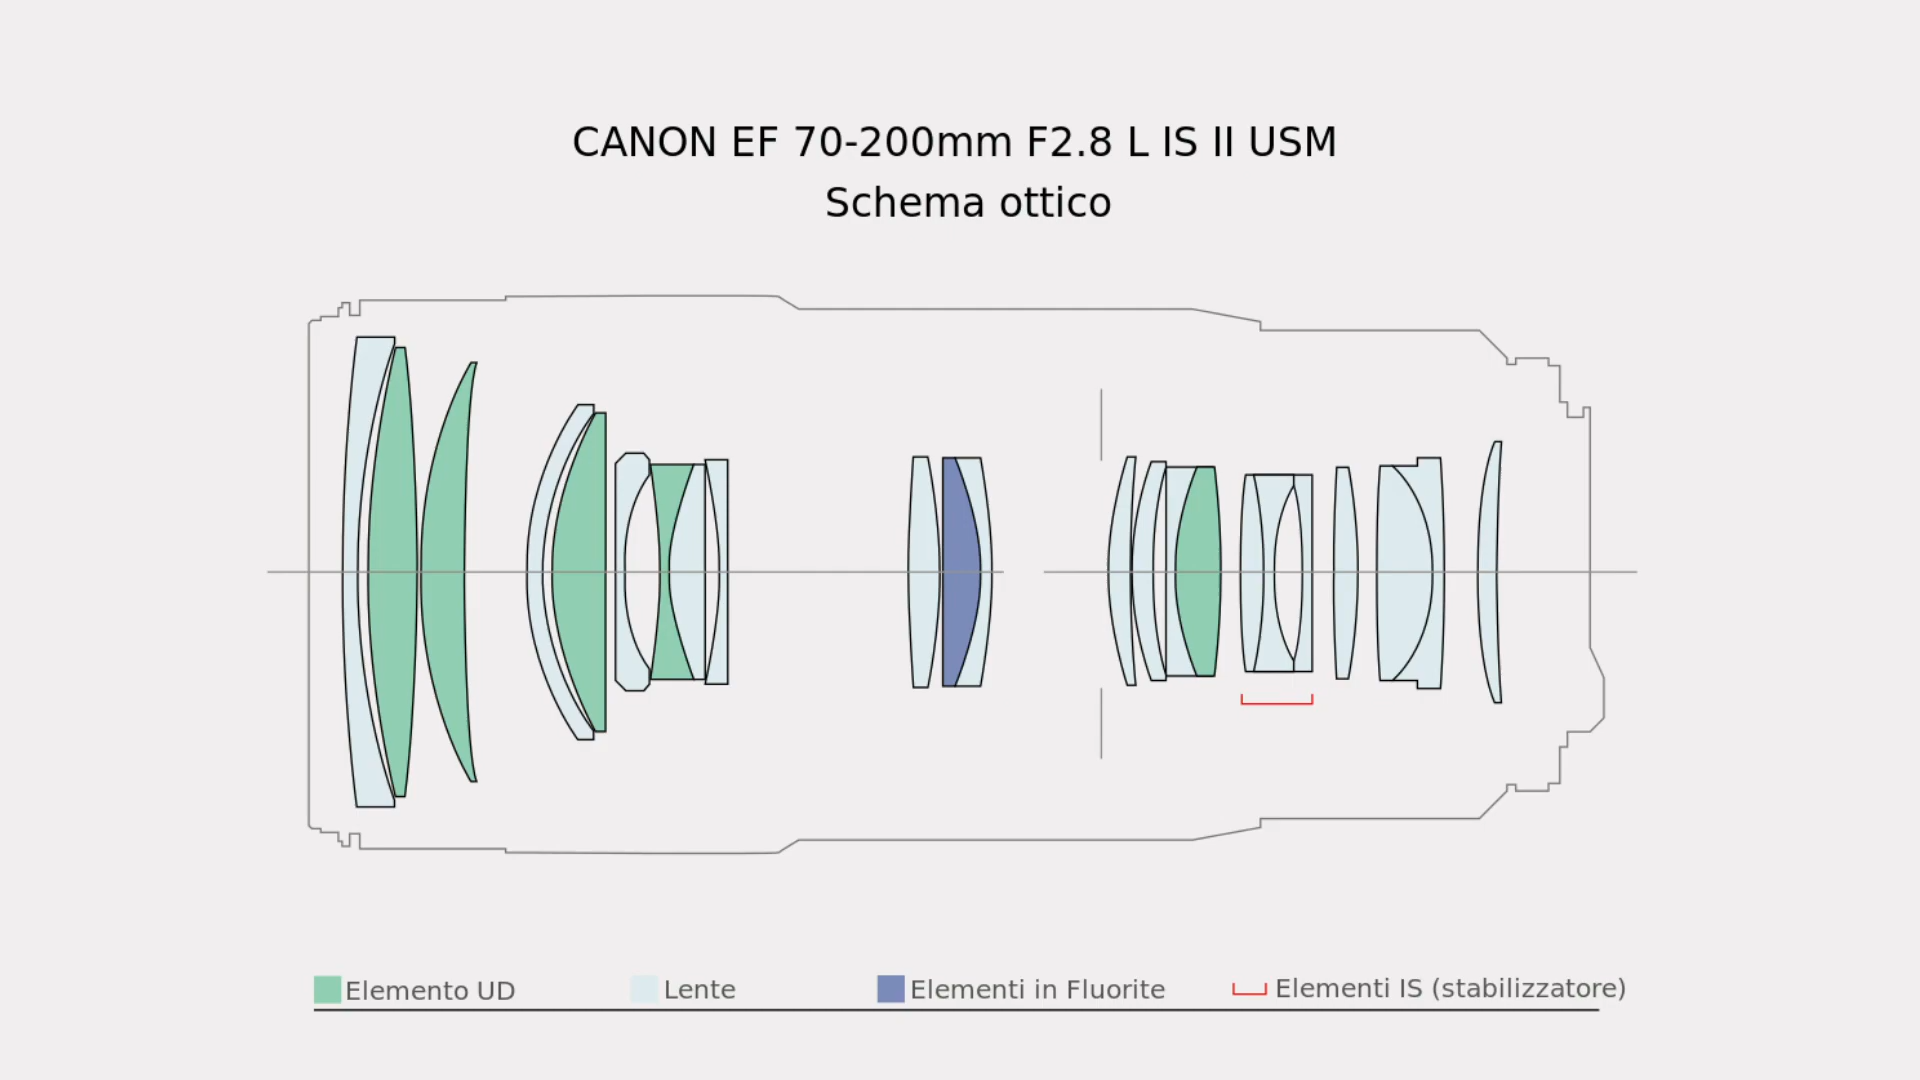 CANON EF 70-200mm F2.8 L IS II USM
Schema ottico
Elemento UD
Lente
Elementi in Fluorite
Elementi IS (stabilizzatore)